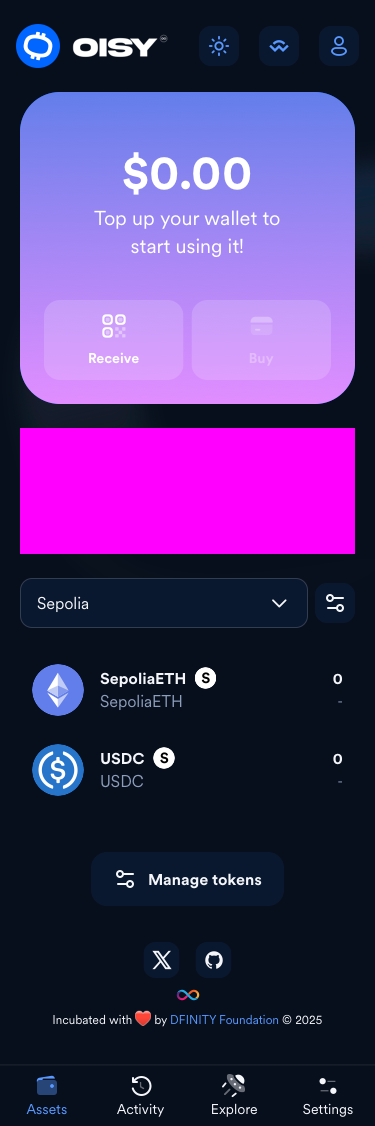 OISY
$0.00
Top up your wallet to
start using it!
Receive
Buy
Sepolia
SepoliaETH S 0
SepoliaETH -
USDC S 0
USDC -
Manage tokens
Incubated with ❤️ by DFINITY Foundation © 2025
Assets
Activity
Explore
Settings